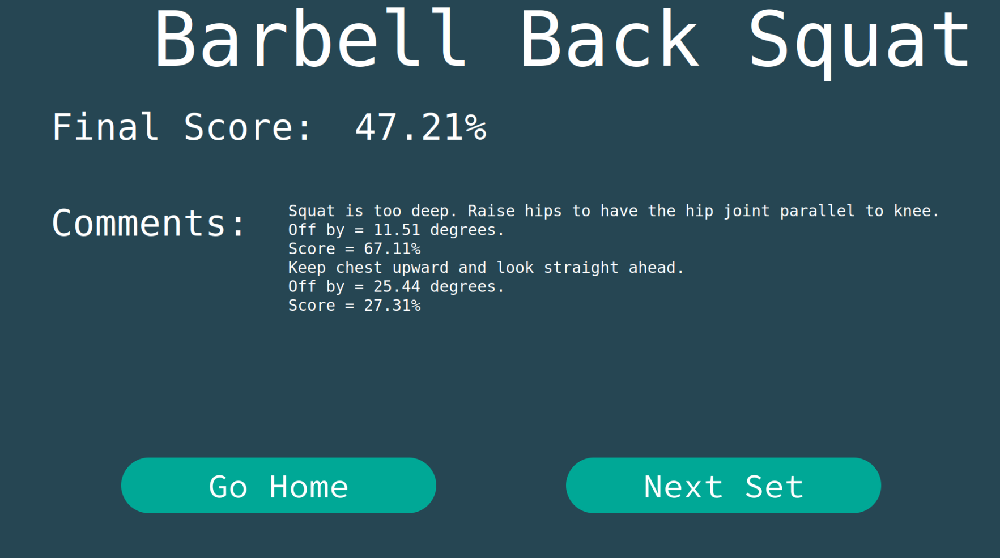 Barbell Back Squat
Final Score:  47.21%
Comments:
Squat is too deep. Raise hips to have the hip joint parallel to knee.
Off by = 11.51 degrees.
Score = 67.11%
Keep chest upward and look straight ahead.
Off by = 25.44 degrees.
Score = 27.31%
Go Home
Next Set